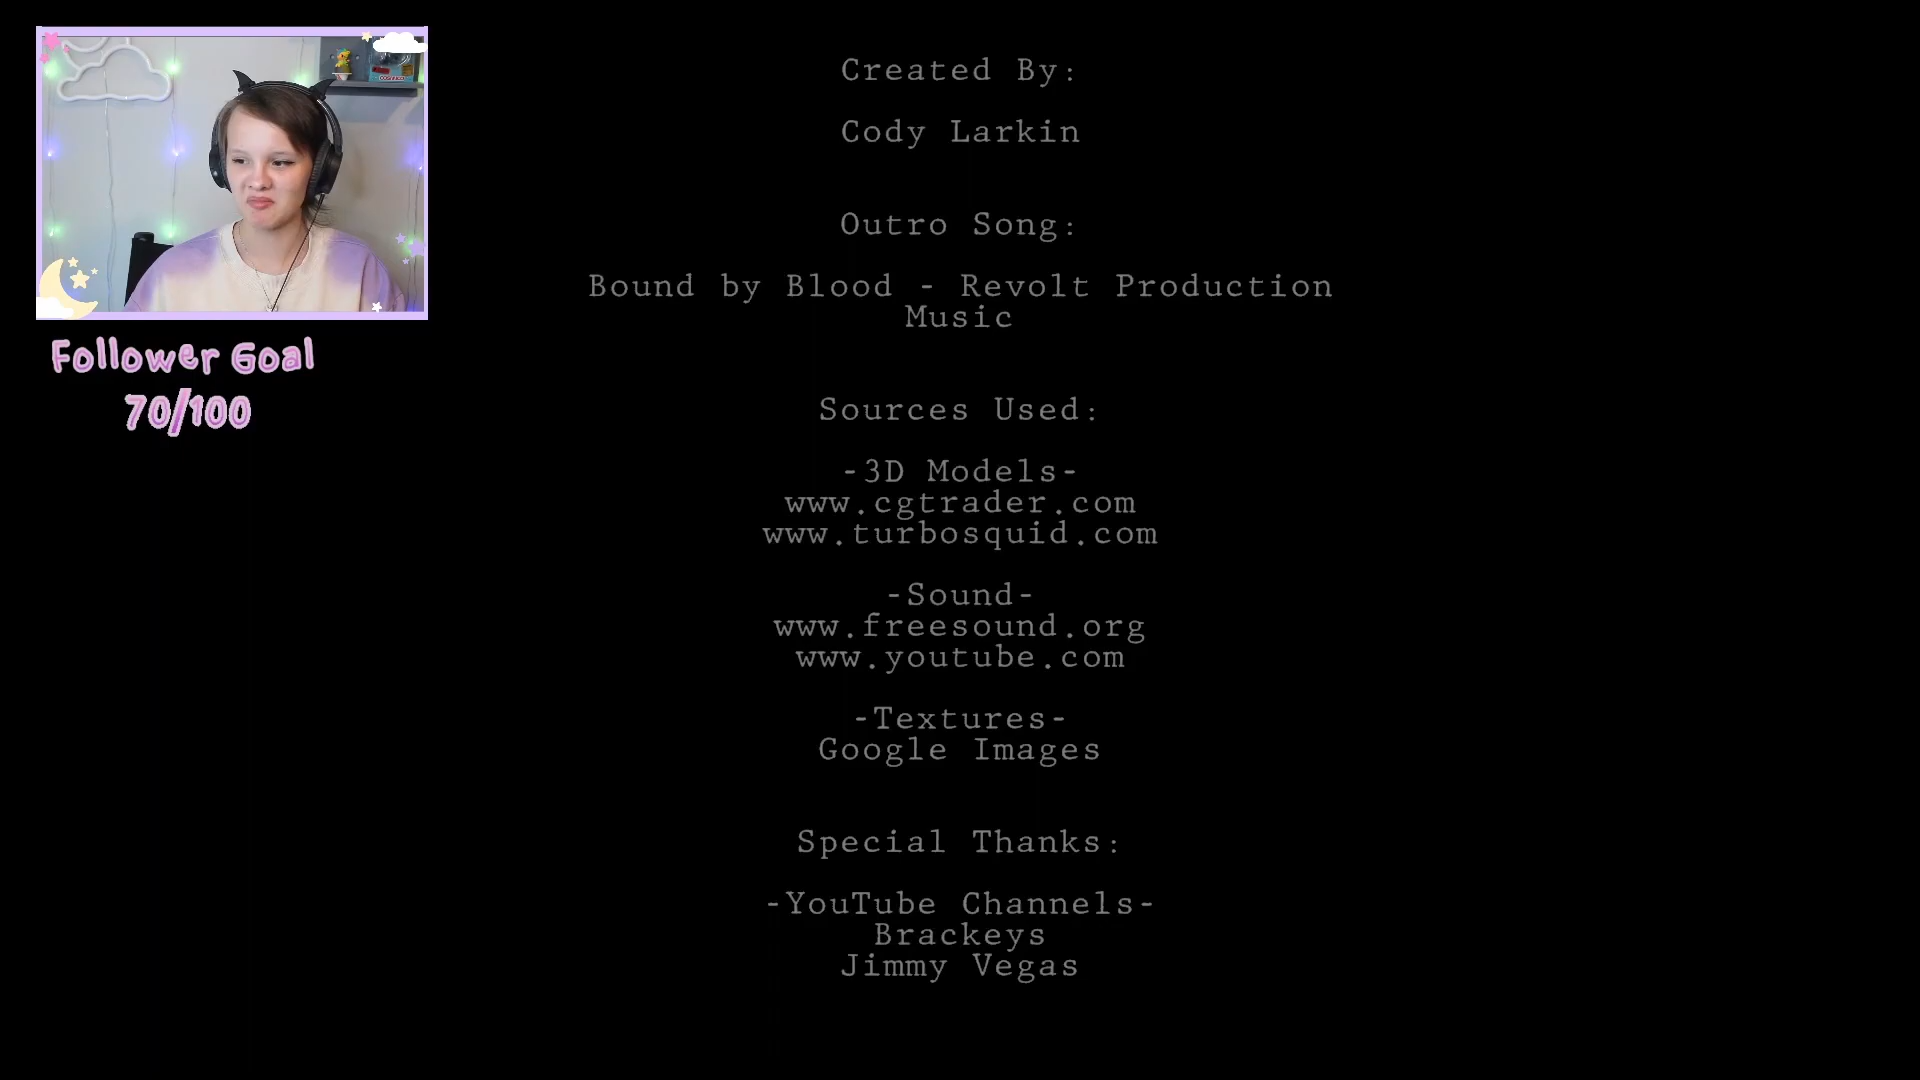 Created By:
Cody Larkin
Outro Song:
Bound by Blood - Revolt Production
Music
Sources Used:
-3D Models-
www.cgtrader.com
www.turbosquid.com
-Sound-
www.freesound.org
www.youtube.com
-Textures-
Google Images
Special Thanks:
-YouTube Channels-
Brackeys
Jimmy Vegas
Follower Goal
70/100